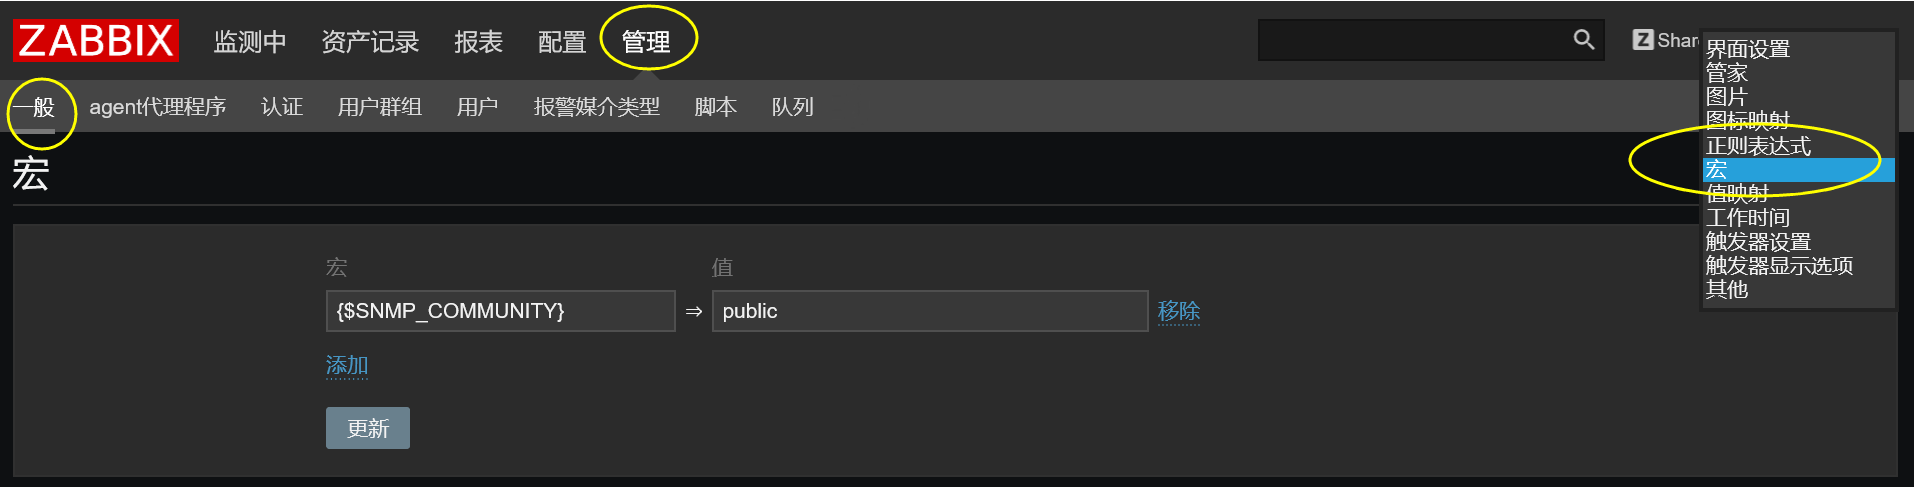 ZABBIX 监测中 资产记录 报表 配置 管理 Z Shar
一般 agent代理程序 认证 用户群组 用户 报警媒介类型 脚本 队列
界面设置
管家
图片
图标映射
正则表达式
宏
值映射
工作时间
触发器设置
触发器显示选项
其他
宏
宏 值
{$SNMP_COMMUNITY} ⇒ public 移除
添加
更新